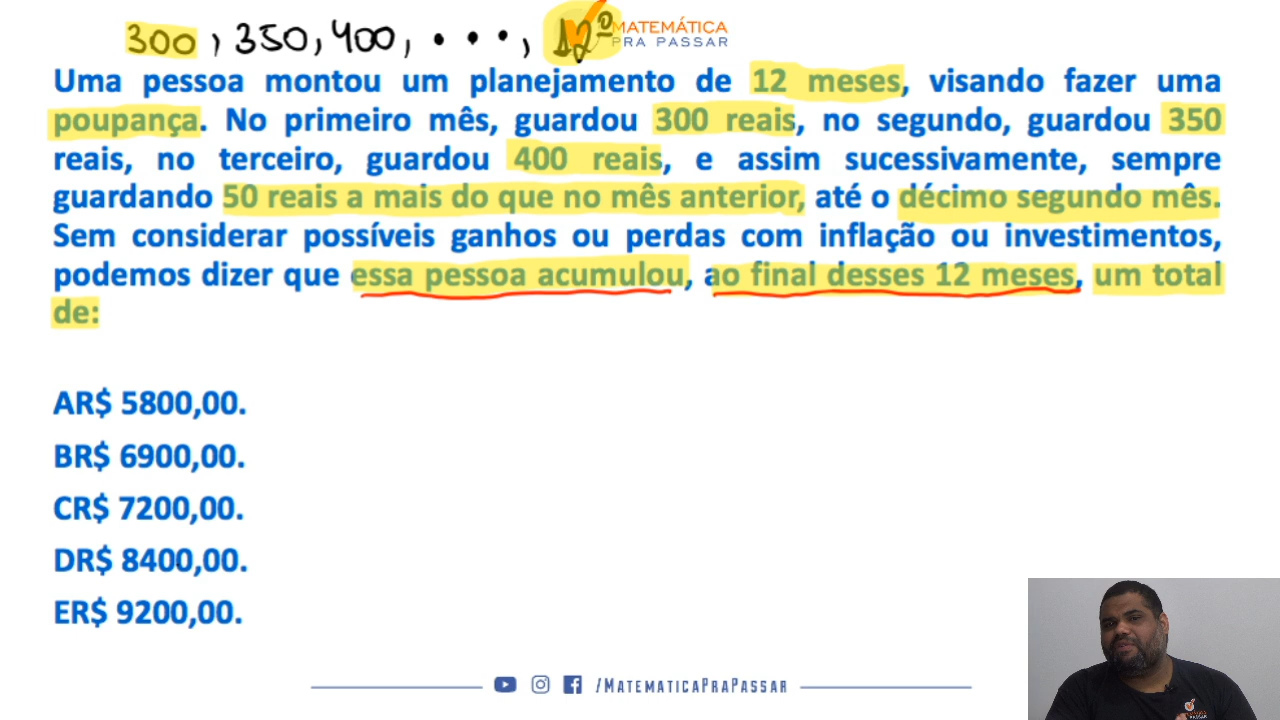 300, 350, 400, . . ., 12º
MATEMÁTICA
PRA PASSAR
Uma pessoa montou um planejamento de 12 meses, visando fazer uma
poupança. No primeiro mês, guardou 300 reais, no segundo, guardou 350
reais, no terceiro, guardou 400 reais, e assim sucessivamente, sempre
guardando 50 reais a mais do que no mês anterior, até o décimo segundo mês.
Sem considerar possíveis ganhos ou perdas com inflação ou investimentos,
podemos dizer que essa pessoa acumulou, ao final desses 12 meses, um total
de:
AR$ 5800,00.
BR$ 6900,00.
CR$ 7200,00.
DR$ 8400,00.
ER$ 9200,00.
/MATEMATICAPRAPASSAR